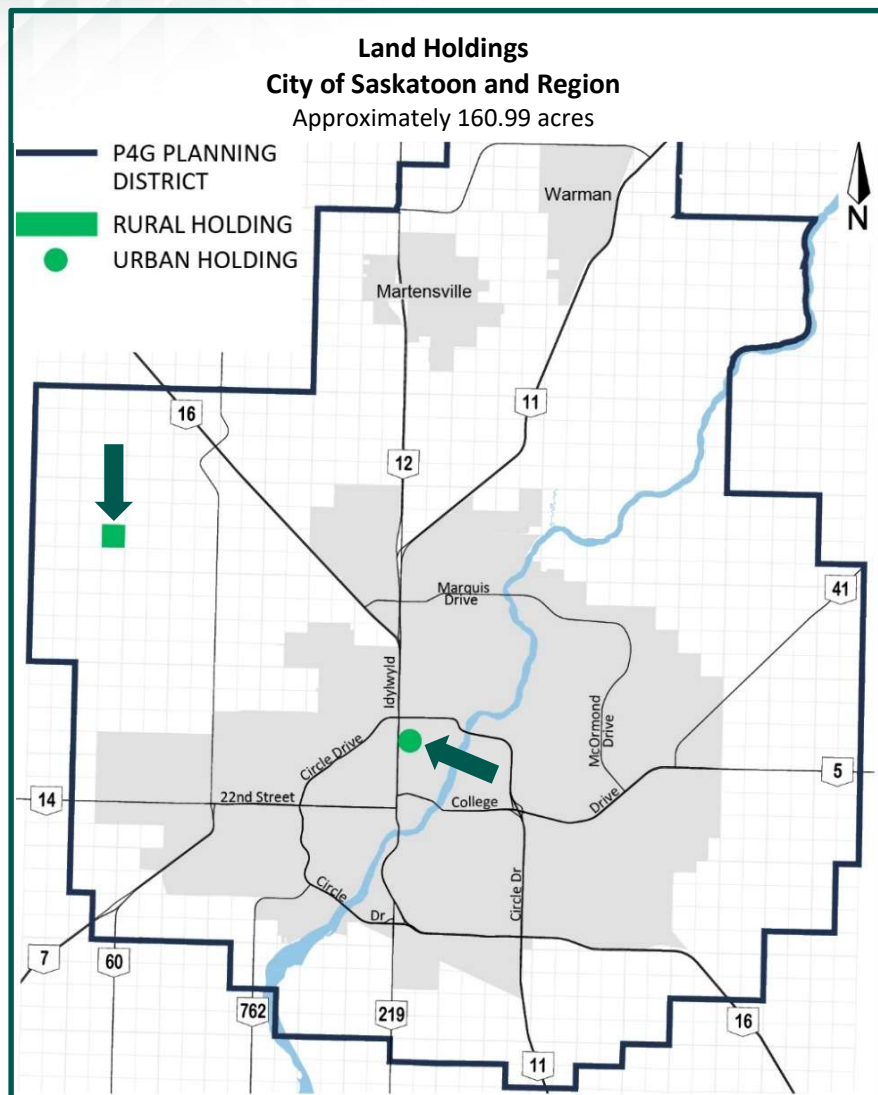 Land Holdings
City of Saskatoon and Region
Approximately 160.99 acres
P4G PLANNING
DISTRICT
RURAL HOLDING
URBAN HOLDING
N
Warman
Martensville
16
11
12
41
Marquis
Drive
Idylwyld
McOrmond
Drive
Circle Drive
5
14
22nd Street
College
Drive
Circle
Dr
Circle Dr
7
60
762
219
16
11